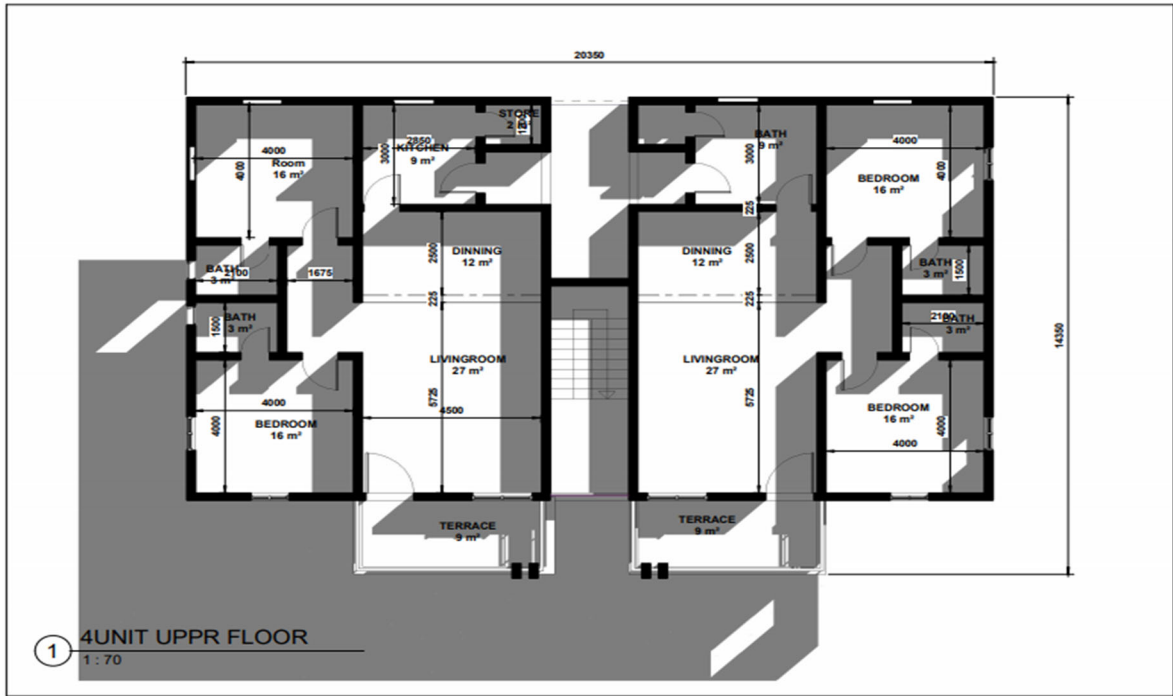 20350
STORE
2 m²
1200
2850
KITCHEN
9 m²
3000
4000
Room
16 m²
4000
BATH
9 m²
3000
4000
BEDROOM
16 m²
4000
225
DINNING
12 m²
2500
DINNING
12 m²
2500
BATH
3 m²
2100
1675
BATH
3 m²
1500
225
225
BATH
3 m²
1500
2100
BATH
3 m²
14350
LIVINGROOM
27 m²
5725
LIVINGROOM
27 m²
5725
4000
BEDROOM
16 m²
4000
4500
BEDROOM
16 m²
4000
4000
TERRACE
9 m²
TERRACE
9 m²
1
4UNIT UPPR FLOOR
1 : 70